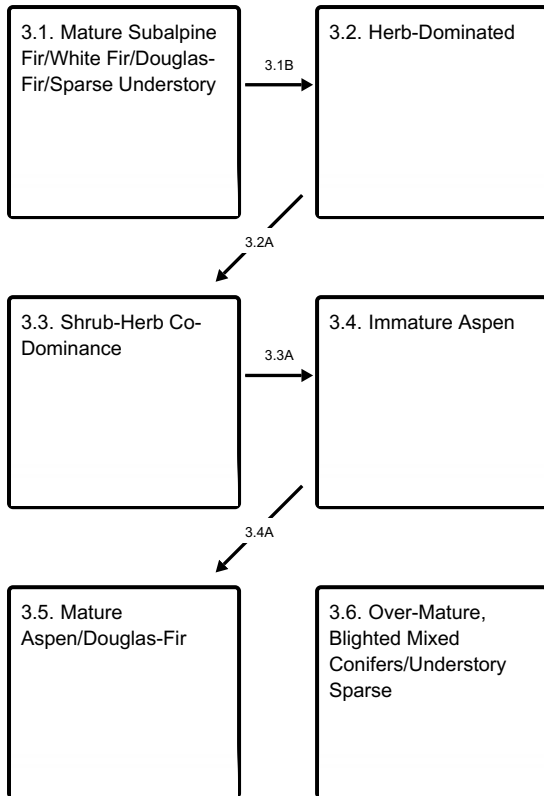 3.1. Mature Subalpine
Fir/White Fir/Douglas-
Fir/Sparse Understory
3.1B
3.2. Herb-Dominated
3.2A
3.3. Shrub-Herb Co-
Dominance
3.3A
3.4. Immature Aspen
3.4A
3.5. Mature
Aspen/Douglas-Fir
3.6. Over-Mature,
Blighted Mixed
Conifers/Understory
Sparse